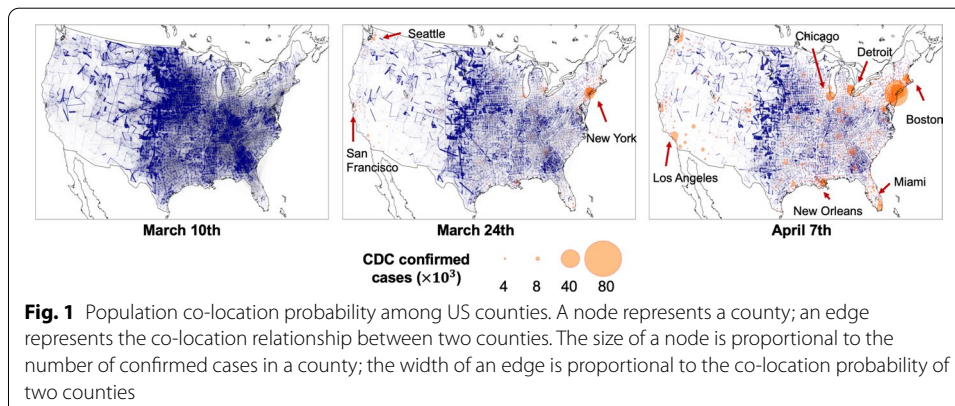 Seattle
San
Francisco
New York
Chicago
Detroit
Boston
Los Angeles
Miami
New Orleans
March 10th
March 24th
April 7th
CDC confirmed
cases (×10³)
4 8 40 80
Fig. 1 Population co-location probability among US counties. A node represents a county; an edge
represents the co-location relationship between two counties. The size of a node is proportional to the
number of confirmed cases in a county; the width of an edge is proportional to the co-location probability of
two counties